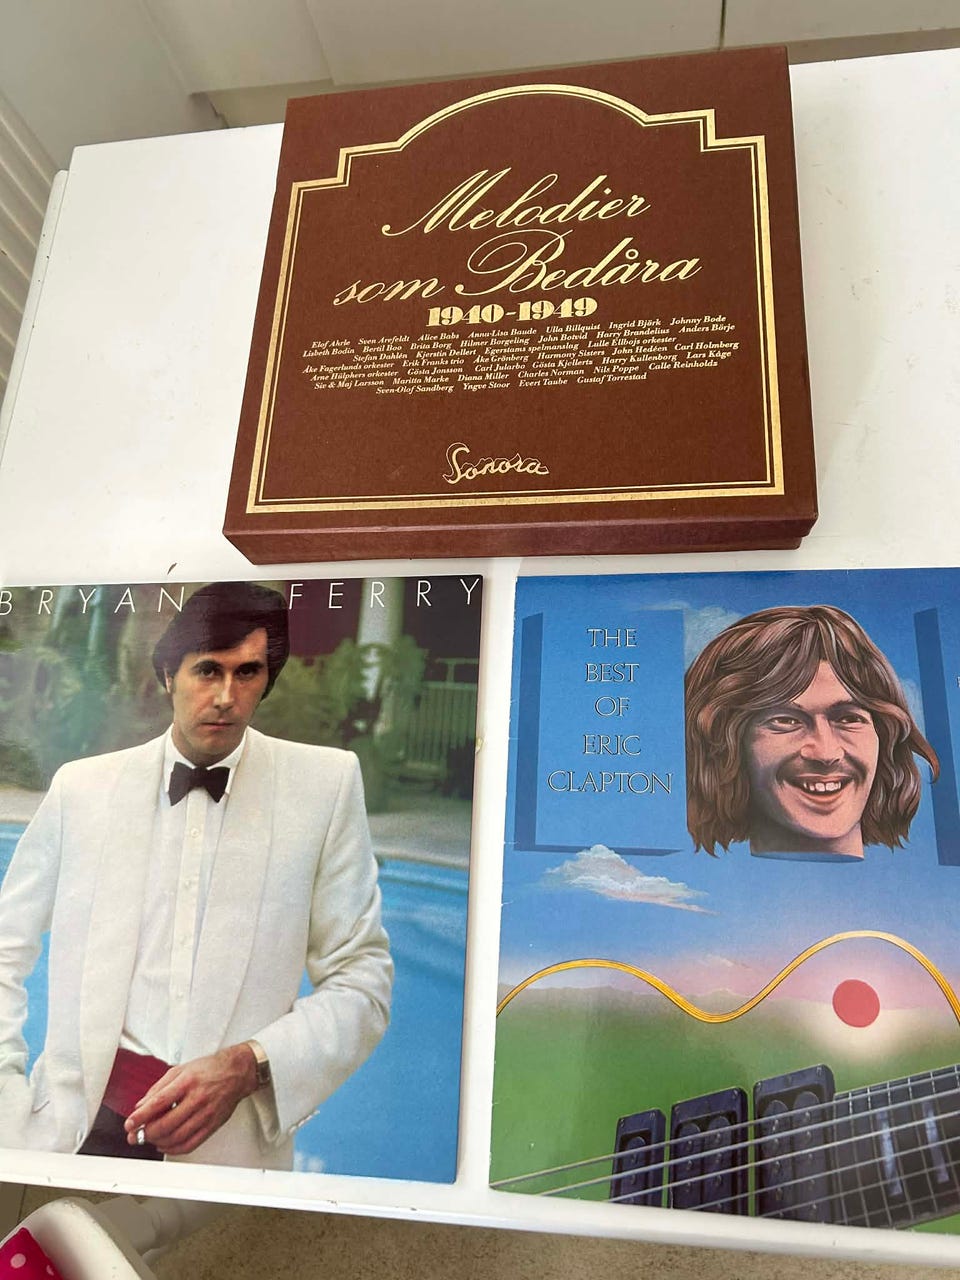 Melodier
som Bedåra
1940-1949
Elof Ahrle Sven Arefeldt Alice Babs Anna-Lisa Baude Ulla Billquist Ingrid Björk Johnny Bode
Lisbeth Bodin Bertil Boo Brita Borg Hilmer Borgeling John Botvid Harry Brandelius Anders Börje
Stefan Dahlén Kjerstin Dellert Egerstams spelmanslag Lulle Ellbojs orkester
Åke Fagerlunds orkester Erik Franks trio Åke Grönberg Harmony Sisters John Hedéen Carl Holmberg
Arne Hülphers orkester Gösta Jonsson Carl Jularbo Gösta Kjellertz Harry Kullenborg Lars Kåge
Siv & Maj Larsson Maritta Marke Diana Miller Charles Norman Nils Poppe Calle Reinholds
Sven-Olof Sandberg Yngve Stoor Evert Taube Gustaf Torrestad
Sonora
BRYAN FERRY
THE
BEST
OF
ERIC
CLAPTON